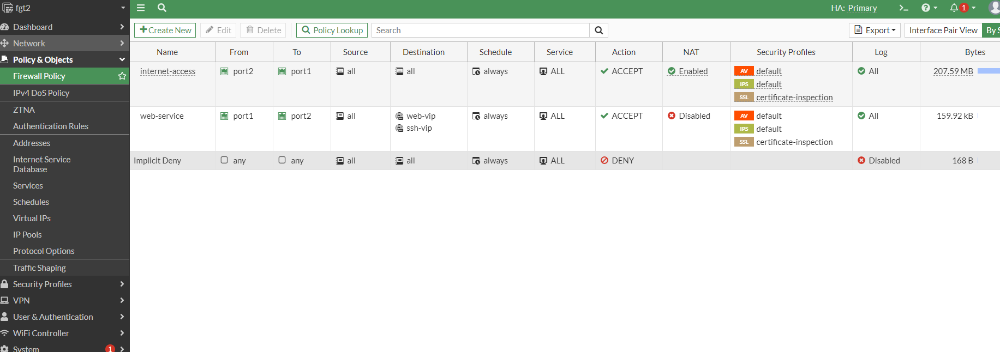 fgt2
HA: Primary
1
Dashboard
Network
Policy & Objects
Firewall Policy
IPv4 DoS Policy
ZTNA
Authentication Rules
Addresses
Internet Service
Database
Services
Schedules
Virtual IPs
IP Pools
Protocol Options
Traffic Shaping
Security Profiles
VPN
User & Authentication
WiFi Controller
System 1
Create New Edit Delete Policy Lookup Search Export Interface Pair View By S
Name From To Source Destination Schedule Service Action NAT Security Profiles Log Bytes
internet-access port2 port1 all all always ALL ACCEPT Enabled AV default All 207.59 MB
IPS default
SSL certificate-inspection
web-service port1 port2 all web-vip always ALL ACCEPT Disabled AV default All 159.92 kB
ssh-vip
IPS default
SSL certificate-inspection
Implicit Deny any any all all always ALL DENY Disabled 168 B